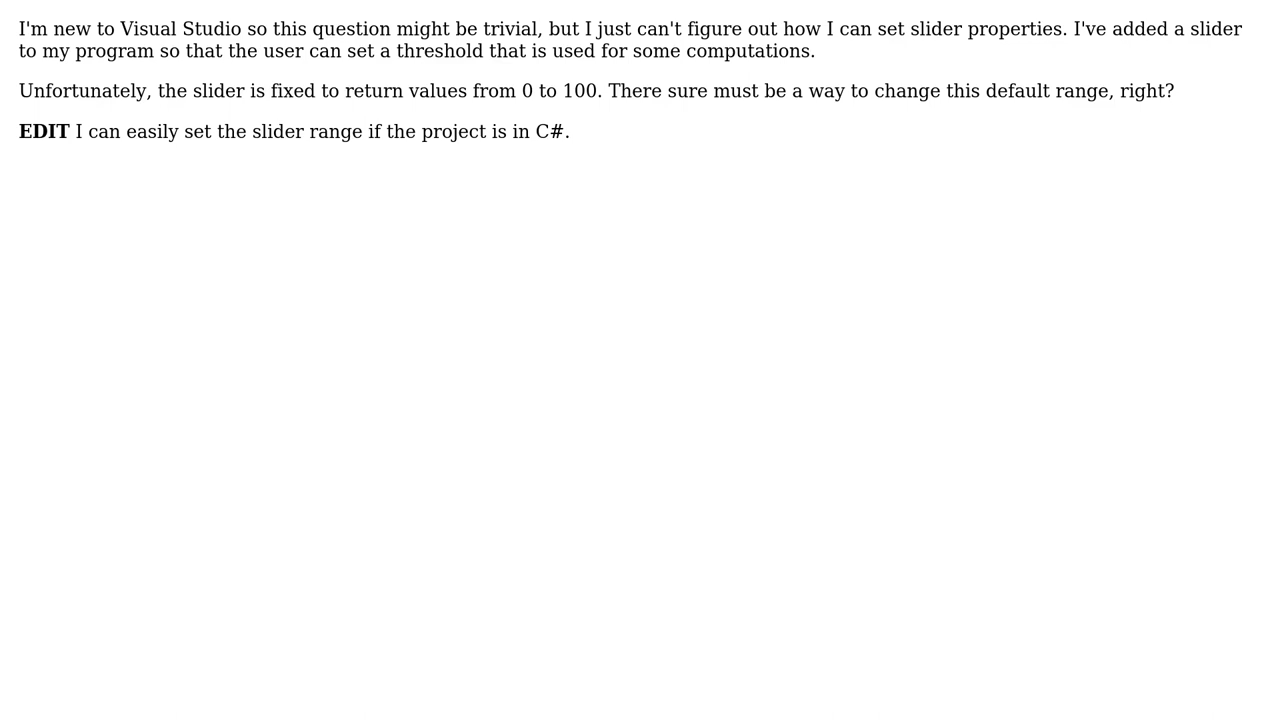 I'm new to Visual Studio so this question might be trivial, but I just can't figure out how I can set slider properties. I've added a slider
to my program so that the user can set a threshold that is used for some computations.
Unfortunately, the slider is fixed to return values from 0 to 100. There sure must be a way to change this default range, right?
EDIT I can easily set the slider range if the project is in C#.